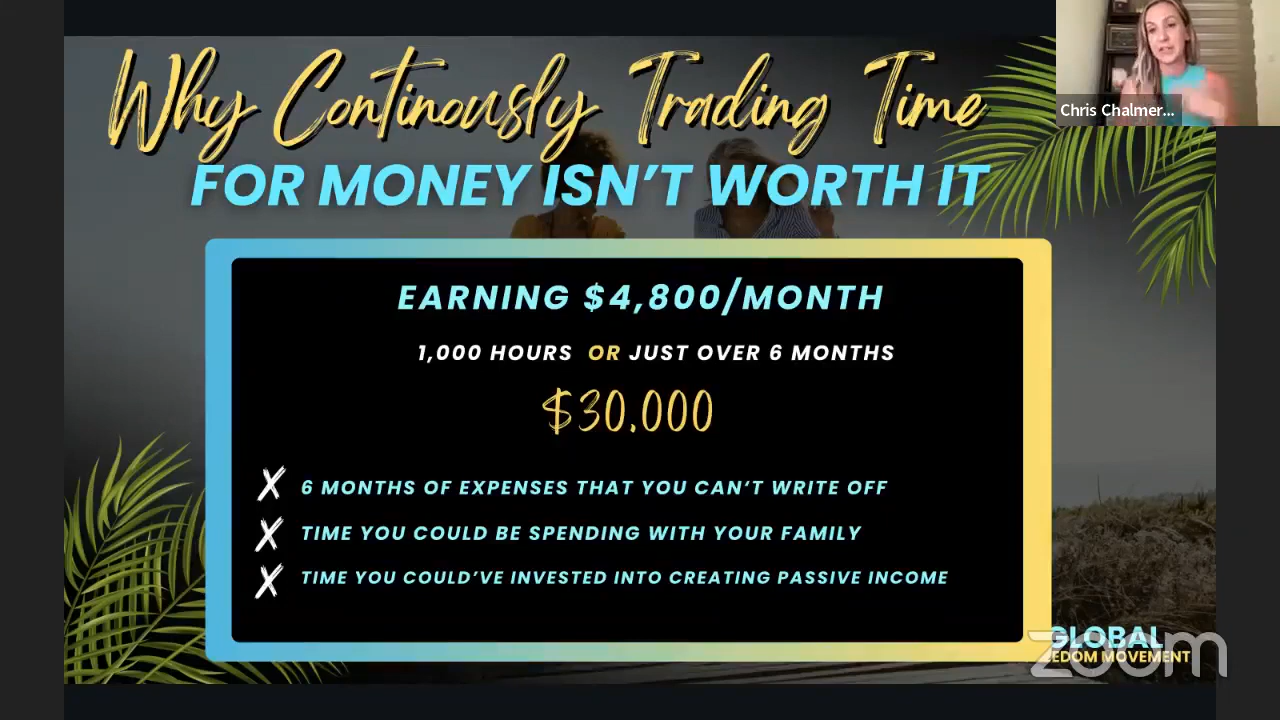 Why Continously Trading Time
FOR MONEY ISN'T WORTH IT
Chris Chalmer...
EARNING $4,800/MONTH
1,000 HOURS OR JUST OVER 6 MONTHS
$30,000
X 6 MONTHS OF EXPENSES THAT YOU CAN'T WRITE OFF
X TIME YOU COULD BE SPENDING WITH YOUR FAMILY
X TIME YOU COULD'VE INVESTED INTO CREATING PASSIVE INCOME
GLOBAL
EDOM MOVEMENT
zoom